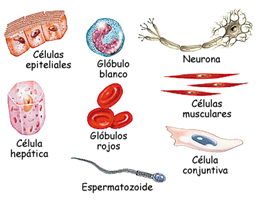 Células
epiteliales
Glóbulo
blanco
Neurona
Células
musculares
Célula
hepática
Glóbulos
rojos
Célula
conjuntiva
Espermatozoide